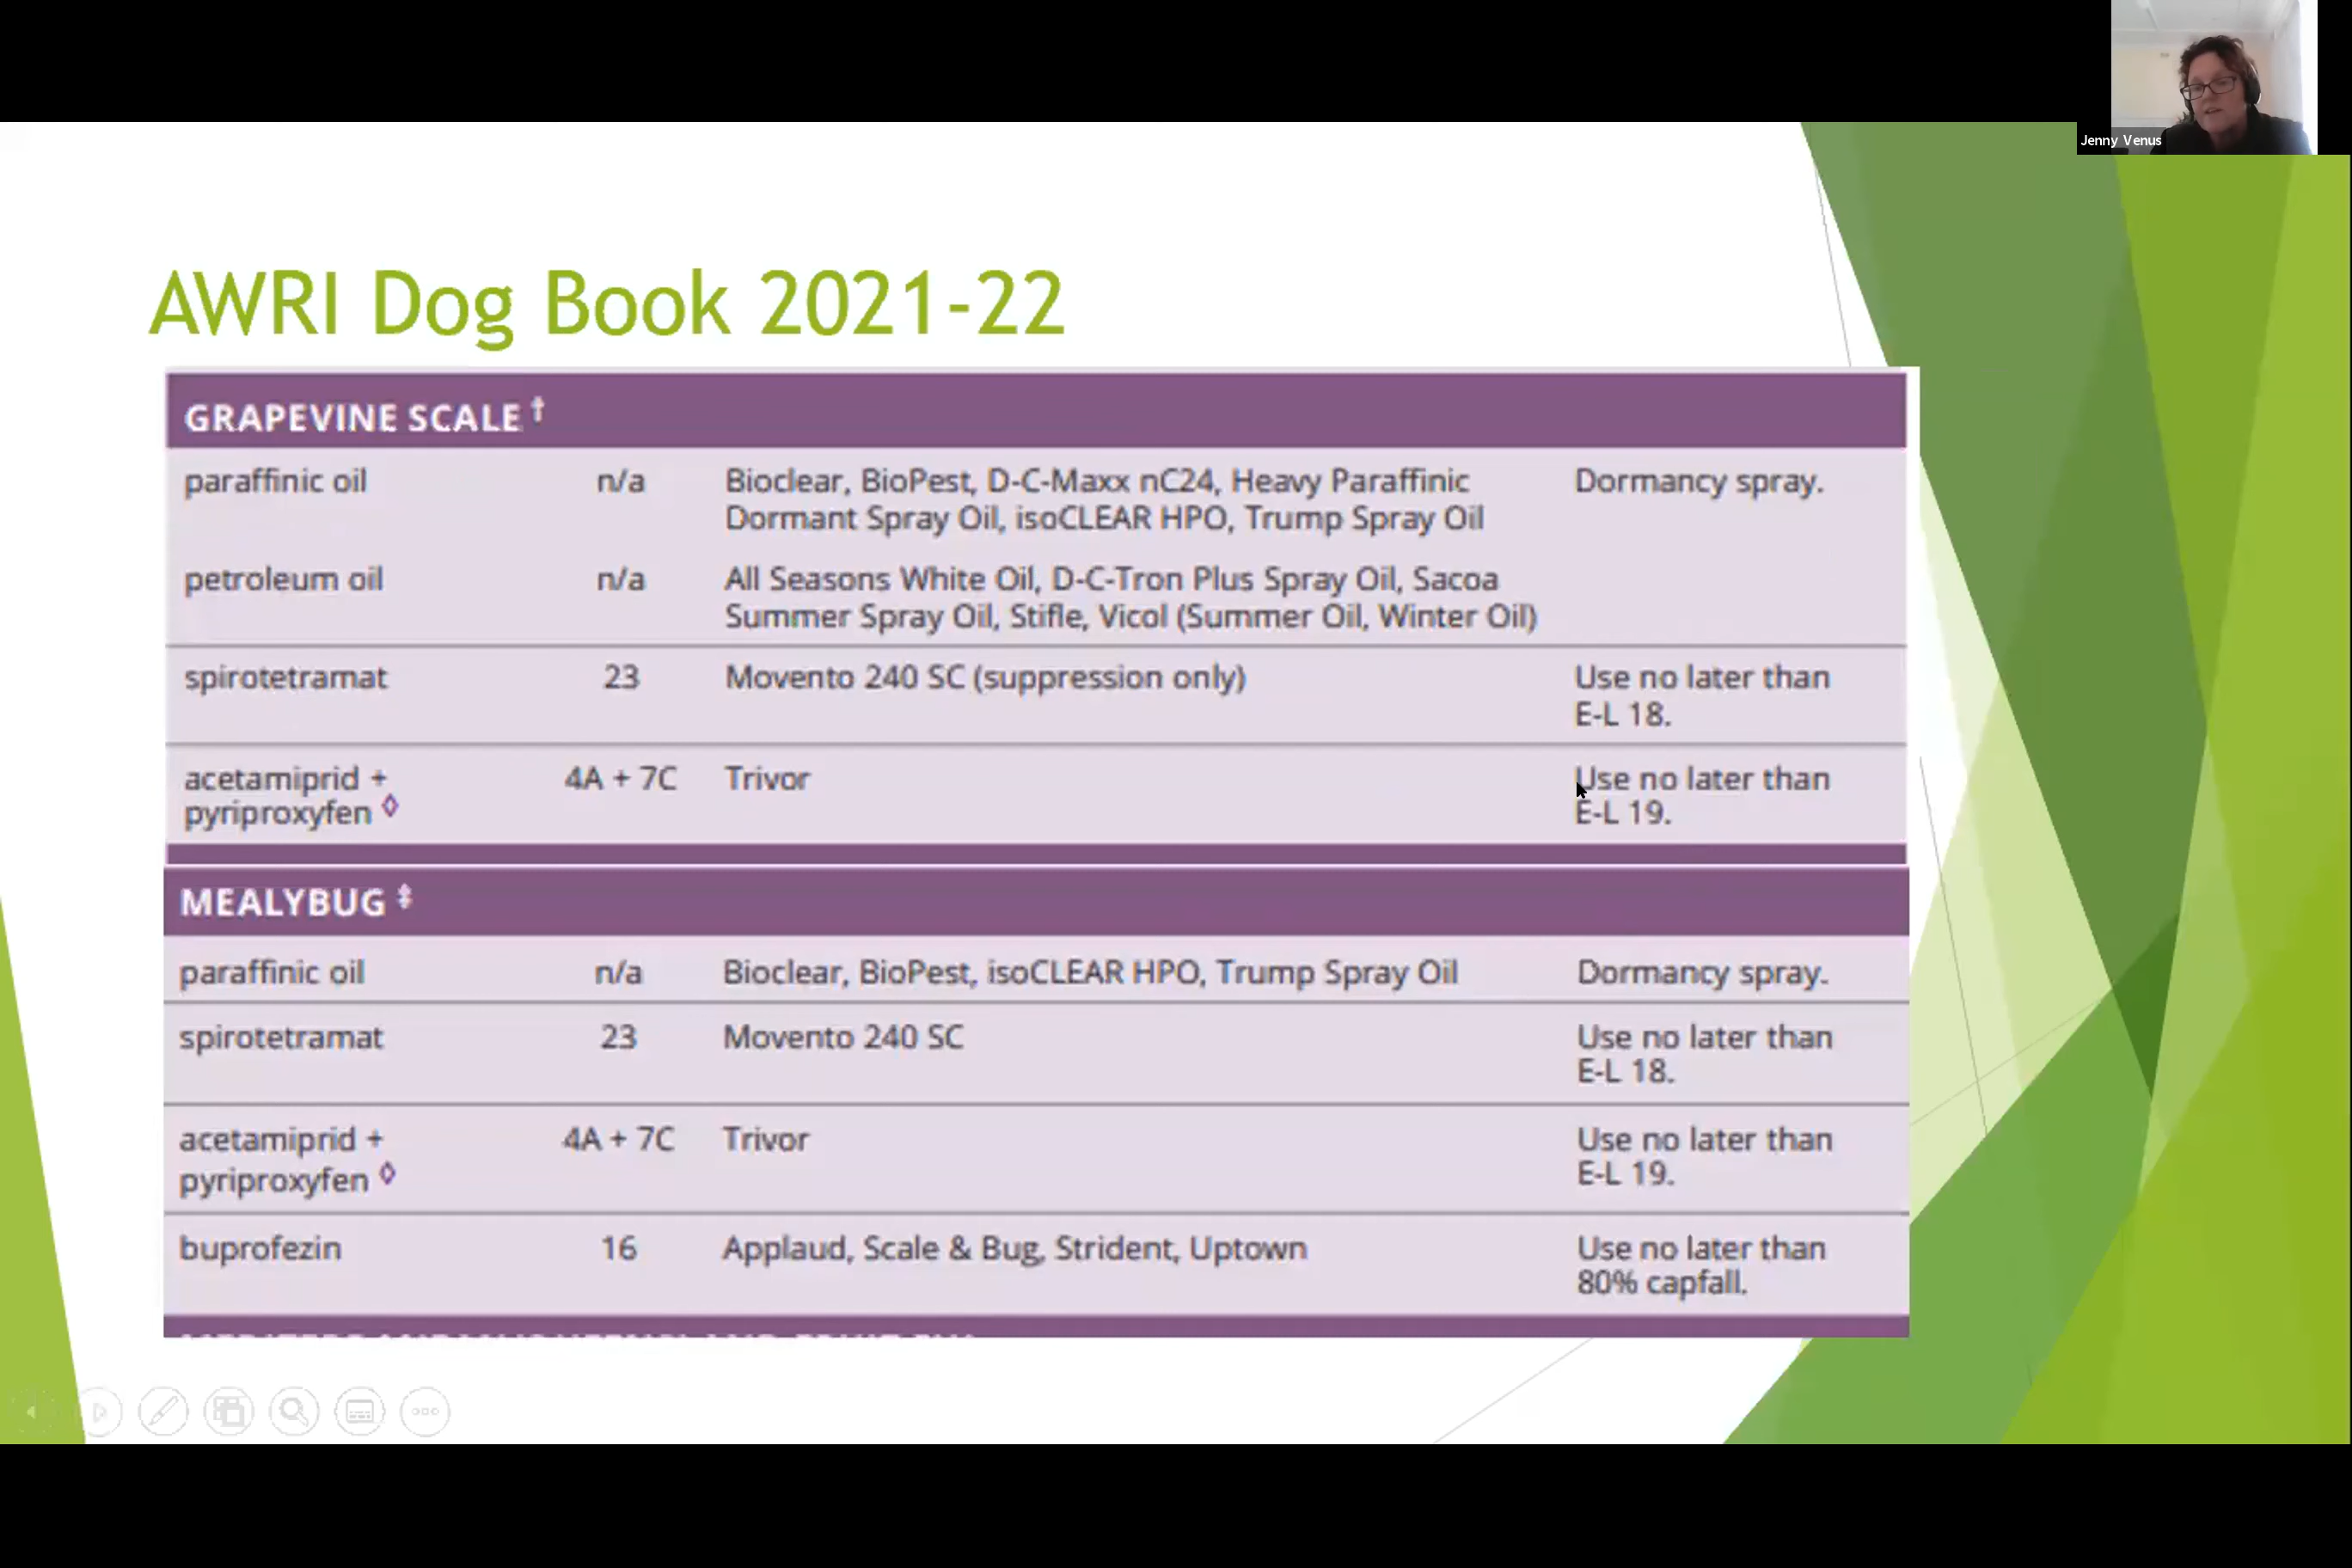 Jenny Venus
AWRI Dog Book 2021-22
GRAPEVINE SCALE †
paraffinic oil n/a Bioclear, BioPest, D-C-Maxx nC24, Heavy Paraffinic Dormancy spray.
Dormant Spray Oil, isoCLEAR HPO, Trump Spray Oil
petroleum oil n/a All Seasons White Oil, D-C-Tron Plus Spray Oil, Sacoa
Summer Spray Oil, Stifle, Vicol (Summer Oil, Winter Oil)
spirotetramat 23 Movento 240 SC (suppression only) Use no later than
E-L 18.
acetamiprid + 4A + 7C Trivor Use no later than
pyriproxyfen ◊ E-L 19.
MEALYBUG ‡
paraffinic oil n/a Bioclear, BioPest, isoCLEAR HPO, Trump Spray Oil Dormancy spray.
spirotetramat 23 Movento 240 SC Use no later than
E-L 18.
acetamiprid + 4A + 7C Trivor Use no later than
pyriproxyfen ◊ E-L 19.
buprofezin 16 Applaud, Scale & Bug, Strident, Uptown Use no later than
80% capfall.